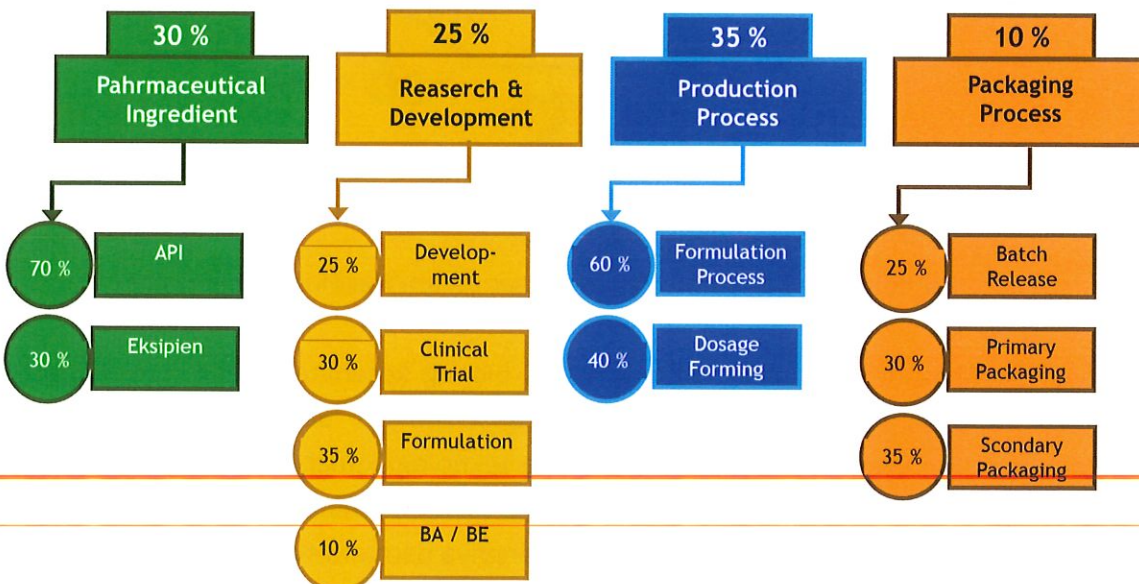 30 %
Pahrmaceutical
Ingredient
70 %
API
30 %
Eksipien
25 %
Reaserch &
Development
25 %
Develop-
ment
30 %
Clinical
Trial
35 %
Formulation
10 %
BA / BE
35 %
Production
Process
60 %
Formulation
Process
40 %
Dosage
Forming
10 %
Packaging
Process
25 %
Batch
Release
30 %
Primary
Packaging
35 %
Scondary
Packaging